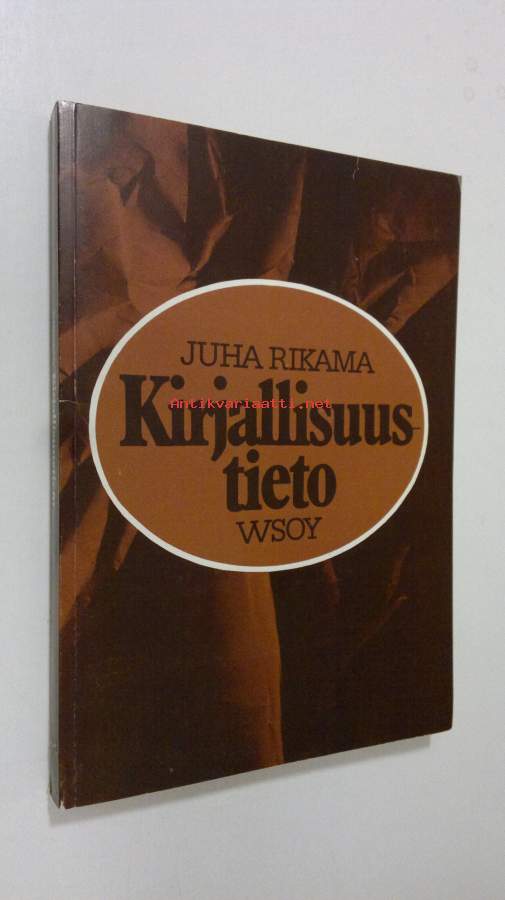 JUHA RIKAMA
Kirjallisuus-
Antikvariaatti.net
tieto
WSOY